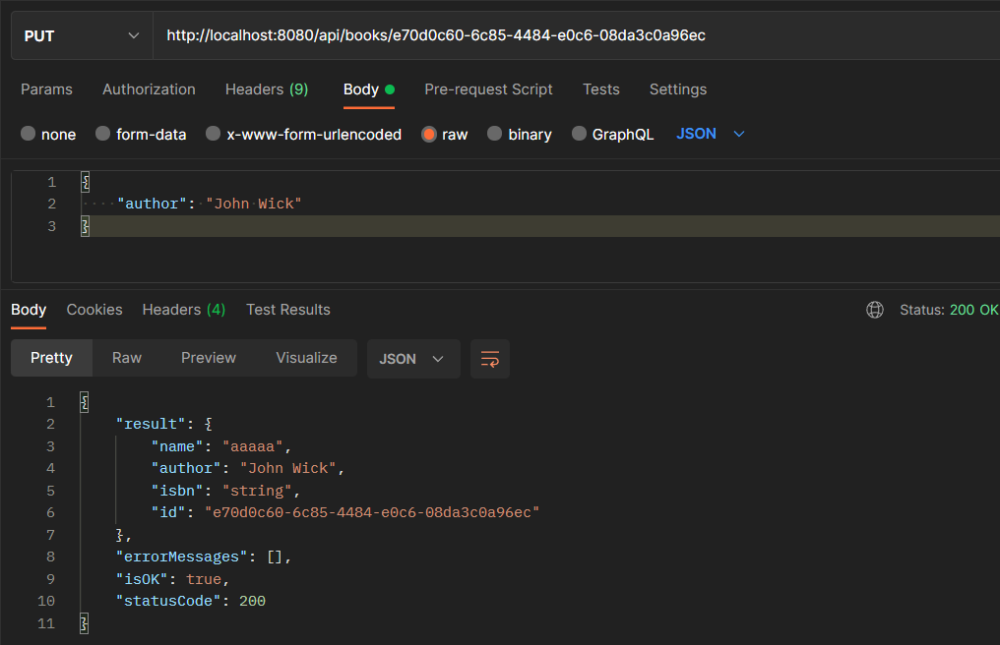 PUT http://localhost:8080/api/books/e70d0c60-6c85-4484-e0c6-08da3c0a96ec
Params Authorization Headers (9) Body Pre-request Script Tests Settings
none form-data x-www-form-urlencoded raw binary GraphQL JSON
1 {
2 ····"author":·"John·Wick"
3 }
Body Cookies Headers (4) Test Results Status: 200 OK
Pretty Raw Preview Visualize JSON
1 {
2 "result": {
3 "name": "aaaaa",
4 "author": "John Wick",
5 "isbn": "string",
6 "id": "e70d0c60-6c85-4484-e0c6-08da3c0a96ec"
7 },
8 "errorMessages": [],
9 "isOK": true,
10 "statusCode": 200
11 }